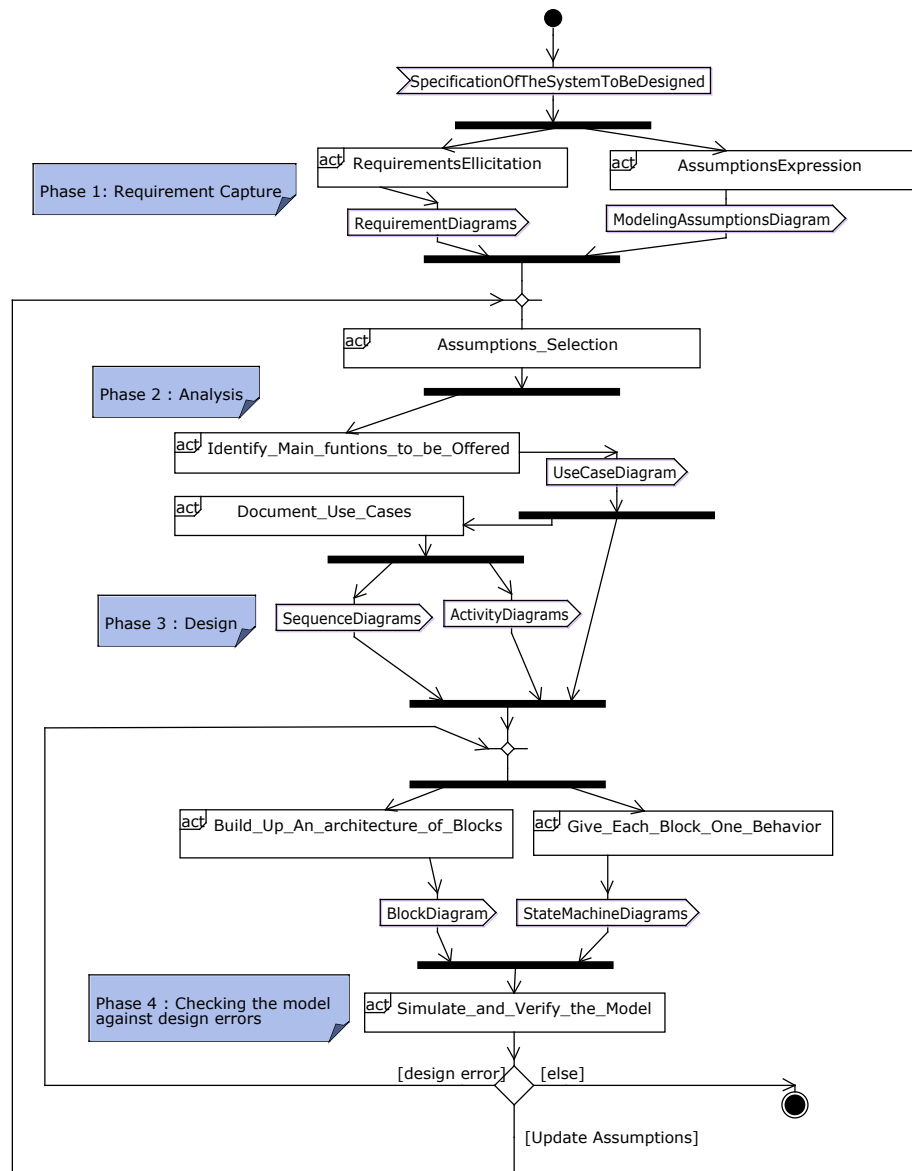 SpecificationOfTheSystemToBeDesigned
act
RequirementsEllicitation
act
AssumptionsExpression
Phase 1: Requirement Capture
RequirementDiagrams
ModelingAssumptionsDiagram
act
Assumptions_Selection
Phase 2 : Analysis
act
Identify_Main_funtions_to_be_Offered
UseCaseDiagram
act
Document_Use_Cases
Phase 3 : Design
SequenceDiagrams
ActivityDiagrams
act
Build_Up_An_architecture_of_Blocks
act
Give_Each_Block_One_Behavior
BlockDiagram
StateMachineDiagrams
Phase 4 : Checking the model
against design errors
act
Simulate_and_Verify_the_Model
[design error]
[else]
[Update Assumptions]